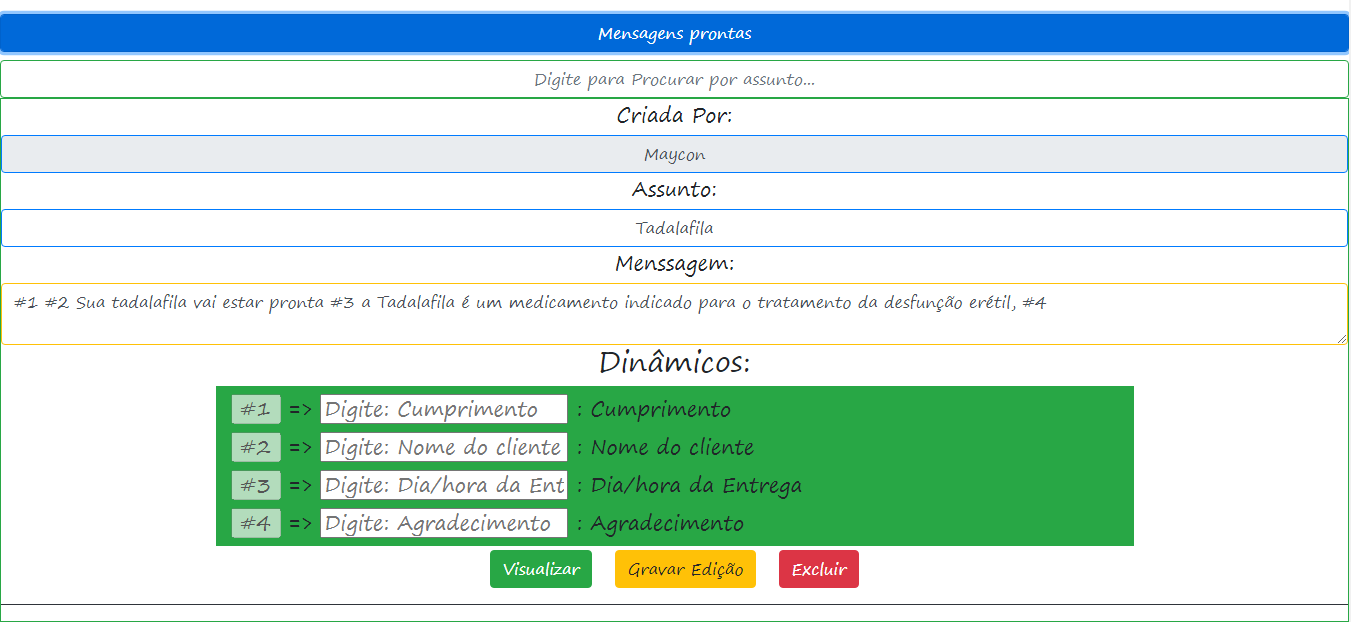 Mensagens prontas
Digite para Procurar por assunto...
Criada Por:
Maycon
Assunto:
Tadalafila
Menssagem:
#1 #2 Sua tadalafila vai estar pronta #3 a Tadalafila é um medicamento indicado para o tratamento da desfunção erétil, #4
Dinâmicos:
#1 => Digite: Cumprimento : Cumprimento
#2 => Digite: Nome do cliente : Nome do cliente
#3 => Digite: Dia/hora da Ent : Dia/hora da Entrega
#4 => Digite: Agradecimento : Agradecimento
Visualizar Gravar Edição Excluir